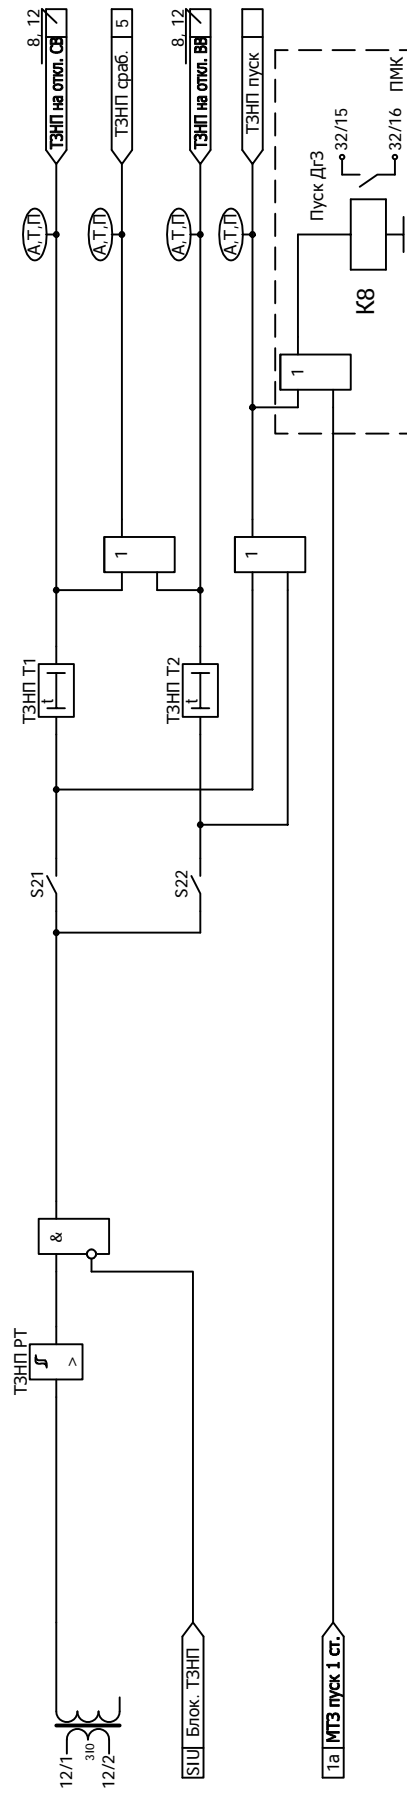 12/1
3I0
12/2
ТЗНП РТ
>
&
SIU Блок. ТЗНП
1а МТЗ пуск 1 ст.
S21
S22
ТЗНП Т1
t
ТЗНП Т2
t
1
1
1
А,Т,П
А,Т,П
А,Т,П
А,Т,П
ТЗНП на откл. СВ 8, 12
ТЗНП сраб. 5
ТЗНП на откл. ВВ 8, 12
ТЗНП пуск
Пуск ДгЗ
К8
32/15
32/16
ПМК